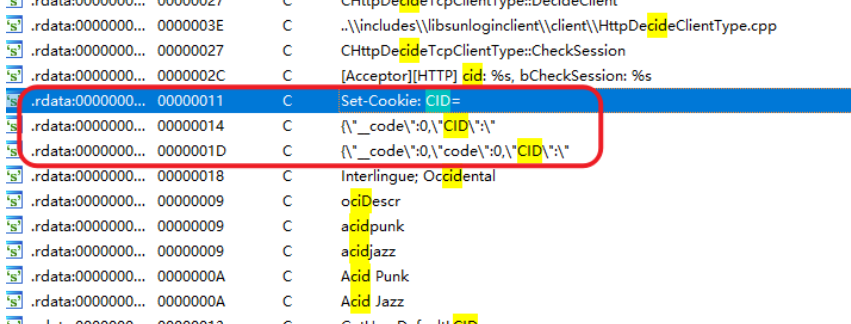 .rdata:0000000... 00000027 C CHttpDecideTcpClientType::DecideClient
.rdata:0000000... 0000003E C ..\\includes\\libsunloginclient\\client\\HttpDecideClientType.cpp
.rdata:0000000... 00000027 C CHttpDecideTcpClientType::CheckSession
.rdata:0000000... 0000002C C [Acceptor][HTTP] cid: %s, bCheckSession: %s
.rdata:0000000... 00000011 C Set-Cookie: CID=
.rdata:0000000... 00000014 C {\"__code\":0,\"CID\":\"
.rdata:0000000... 0000001D C {\"__code\":0,\"code\":0,\"CID\":\"
.rdata:0000000... 00000018 C Interlingue; Occidental
.rdata:0000000... 00000009 C ociDescr
.rdata:0000000... 00000009 C acidpunk
.rdata:0000000... 00000009 C acidjazz
.rdata:0000000... 0000000A C Acid Punk
.rdata:0000000... 0000000A C Acid Jazz